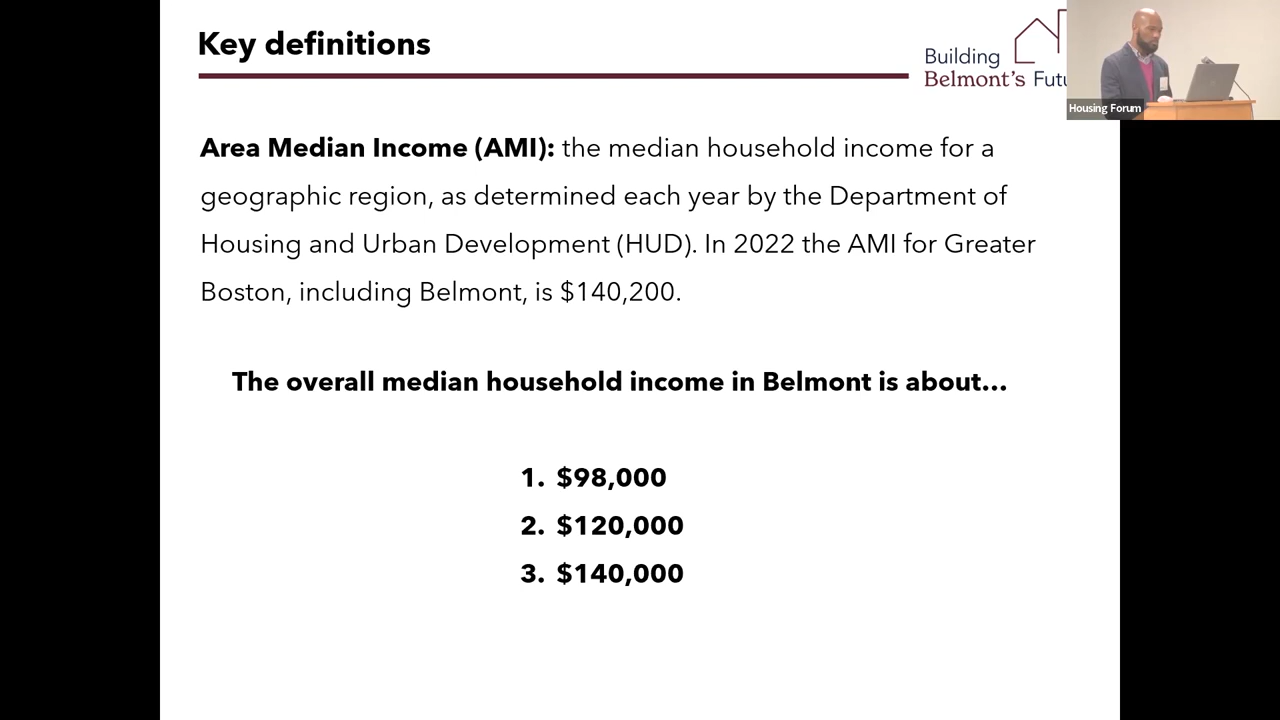 Key definitions
Building
Belmont's Futu
Housing Forum
Area Median Income (AMI): the median household income for a
geographic region, as determined each year by the Department of
Housing and Urban Development (HUD). In 2022 the AMI for Greater
Boston, including Belmont, is $140,200.
The overall median household income in Belmont is about...
1. $98,000
2. $120,000
3. $140,000